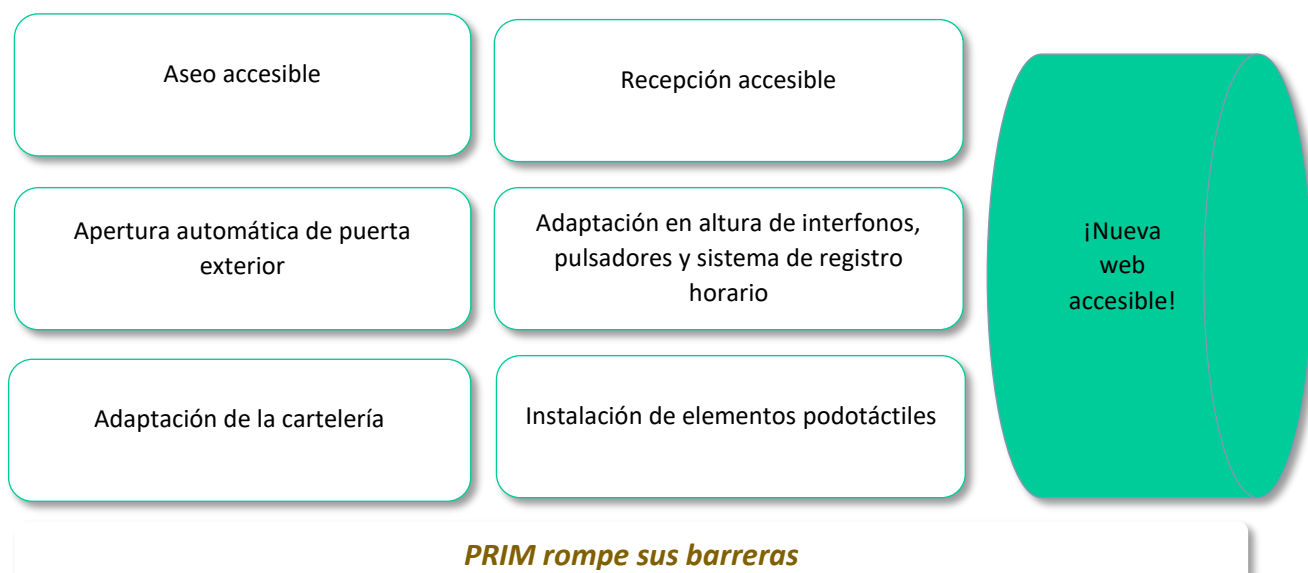 Aseo accesible
Recepción accesible
Apertura automática de puerta
exterior
Adaptación en altura de interfonos,
pulsadores y sistema de registro
horario
¡Nueva
web
accesible!
Adaptación de la cartelería
Instalación de elementos podotáctiles
PRIM rompe sus barreras